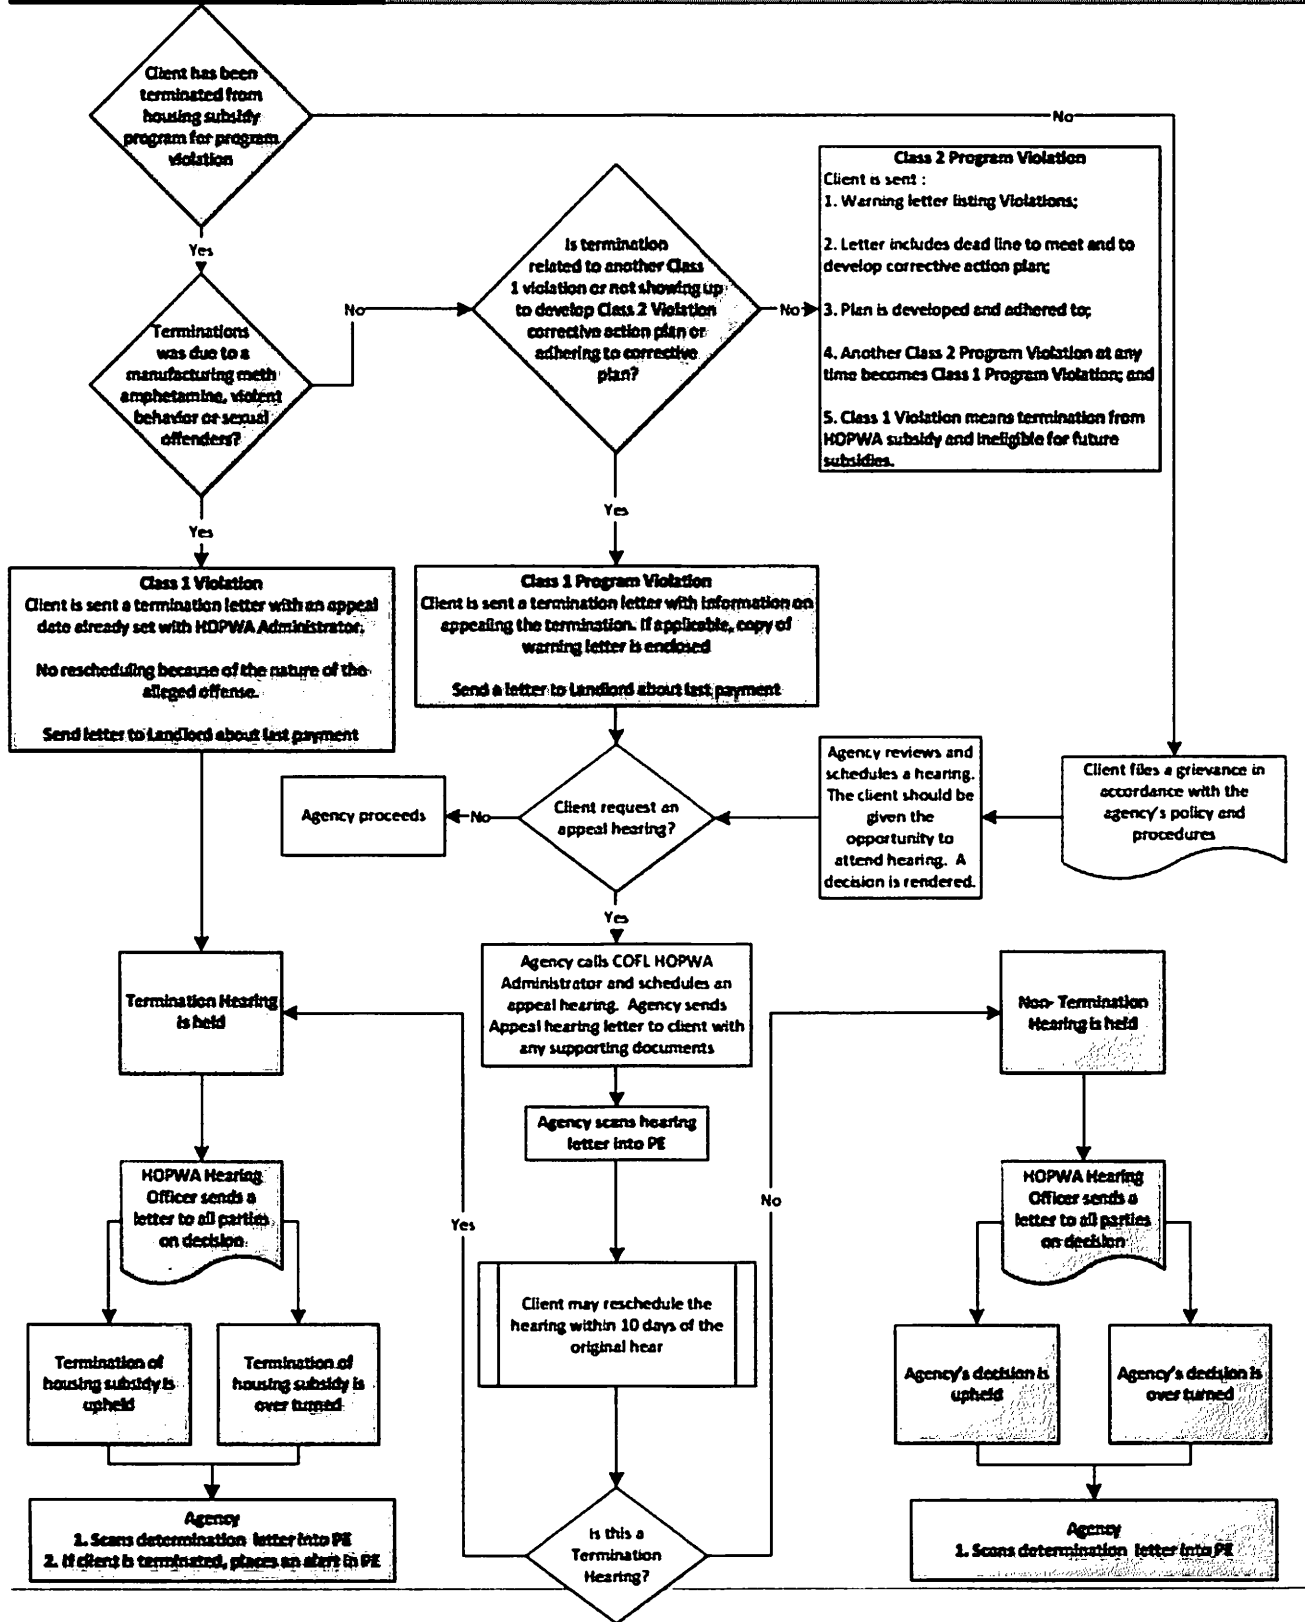 Client has been
terminated from
housing subsidy
program for program
violation
No
Yes
Class 2 Program Violation
Client is sent :
1. Warning letter listing Violations;
2. Letter includes dead line to meet and to
develop corrective action plan;
3. Plan is developed and adhered to;
4. Another Class 2 Program Violation at any
time becomes Class 1 Program Violation; and
5. Class 1 Violation means termination from
HOPWA subsidy and ineligible for future
subsidies.
Is termination
related to another Class
1 violation or not showing up
to develop Class 2 Violation
corrective action plan or
adhering to corrective
plan?
No
No
Terminations
was due to a
manufacturing meth
amphetamine, violent
behavior or sexual
offenders?
Yes
Yes
Class 1 Violation
Client is sent a termination letter with an appeal
date already set with HOPWA Administrator.
No rescheduling because of the nature of the
alleged offense.
Send letter to Landlord about last payment
Class 1 Program Violation
Client is sent a termination letter with information on
appealing the termination. If applicable, copy of
warning letter is enclosed
Send a letter to Landlord about last payment
Agency proceeds
No
Client request an
appeal hearing?
Agency reviews and
schedules a hearing.
The client should be
given the
opportunity to
attend hearing. A
decision is rendered.
Client files a grievance in
accordance with the
agency's policy and
procedures
Yes
Termination Hearing
is held
Agency calls COFL HOPWA
Administrator and schedules an
appeal hearing. Agency sends
Appeal hearing letter to client with
any supporting documents
Non- Termination
Hearing is held
Agency scans hearing
letter into PE
HOPWA Hearing
Officer sends a
letter to all parties
on decision
Yes
No
HOPWA Hearing
Officer sends a
letter to all parties
on decision
Client may reschedule the
hearing within 10 days of the
original hear
Termination of
housing subsidy is
upheld
Termination of
housing subsidy is
over turned
Agency's decision is
upheld
Agency's decision is
over turned
Agency
1. Scans determination letter into PE
2. If client is terminated, places an alert in PE
Is this a
Termination
Hearing?
Agency
1. Scans determination letter into PE